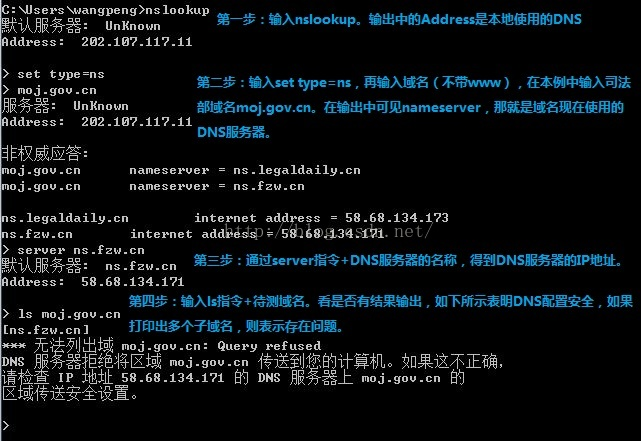 C:\Users\wangpeng>nslookup
第一步：输入nslookup。输出中的Address是本地使用的DNS
默认服务器:  UnKnown
Address:  202.107.117.11
> set type=ns
第二步：输入set type=ns，再输入域名（不带www），在本例中输入司法
部域名moj.gov.cn。在输出中可见nameserver，那就是域名现在使用的
DNS服务器。
> moj.gov.cn
服务器:  UnKnown
Address:  202.107.117.11
非权威应答:
moj.gov.cn      nameserver = ns.legaldaily.cn
moj.gov.cn      nameserver = ns.fzw.cn
ns.legaldaily.cn        internet address = 58.68.134.173
ns.fzw.cn       internet address = 58.68.134.171
http://blog.csdn.net/
> server ns.fzw.cn
第三步：通过server指令+DNS服务器的名称，得到DNS服务器的IP地址。
默认服务器:  ns.fzw.cn
Address:  58.68.134.171
第四步：输入ls指令+待测域名。看是否有结果输出，如下所示表明DNS配置安全，如果
打印出多个子域名，则表示存在问题。
> ls moj.gov.cn
[ns.fzw.cn]
*** 无法列出域 moj.gov.cn: Query refused
DNS 服务器拒绝将区域 moj.gov.cn 传送到您的计算机。如果这不正确，
请检查 IP 地址 58.68.134.171 的 DNS 服务器上 moj.gov.cn 的
区域传送安全设置。
>